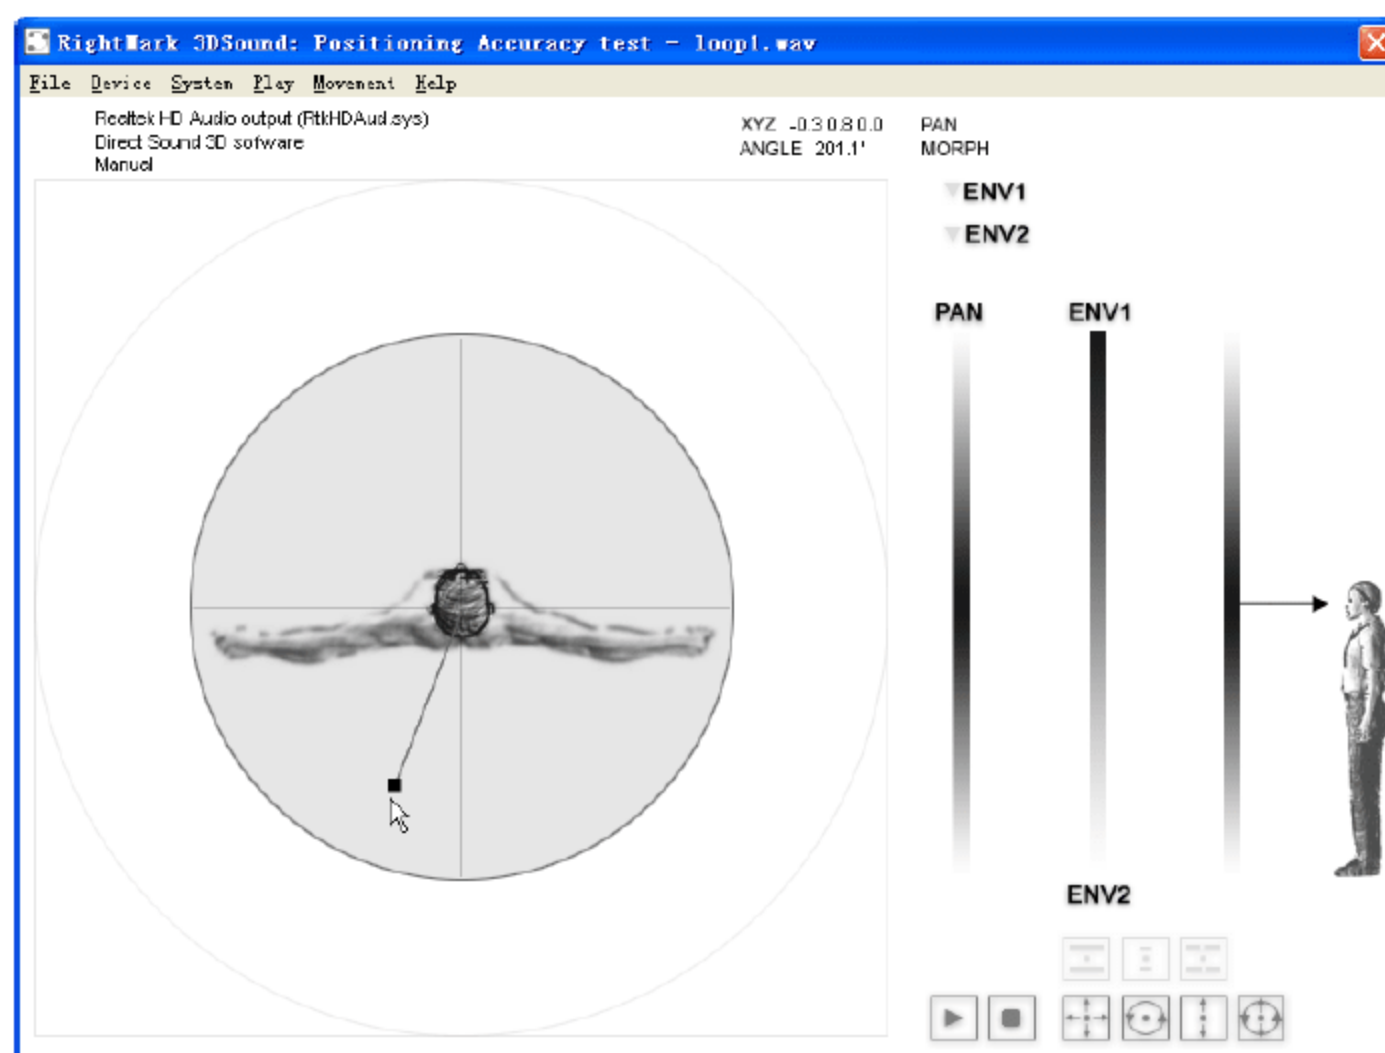 RightMark 3DSound: Positioning Accuracy test - loop1.wav
File Device System Play Movement Help
Realtek HD Audio output (RtkHDAud.sys)
Direct Sound 3D sofware
Manual
XYZ -0.3 0.8 0.0
ANGLE 201.1'
PAN
MORPH
ENV1
ENV2
PAN
ENV1
ENV2